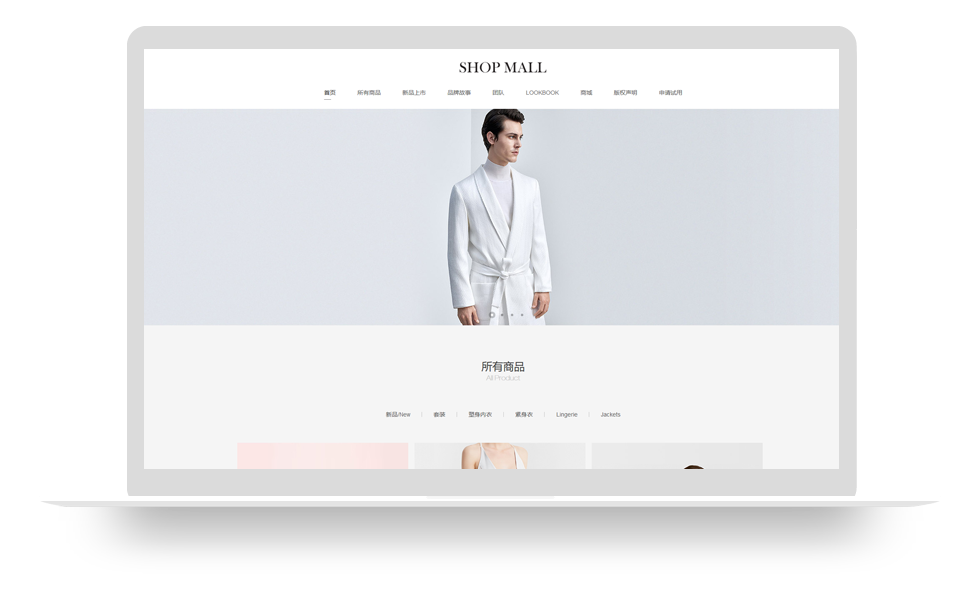 SHOP MALL
首页 所有商品 新品上市 品牌故事 团队 LOOKBOOK 商城 版权声明 申请试用
所有商品
All Product
新品/New | 套装 | 塑身内衣 | 素身衣 | Lingerie | Jackets